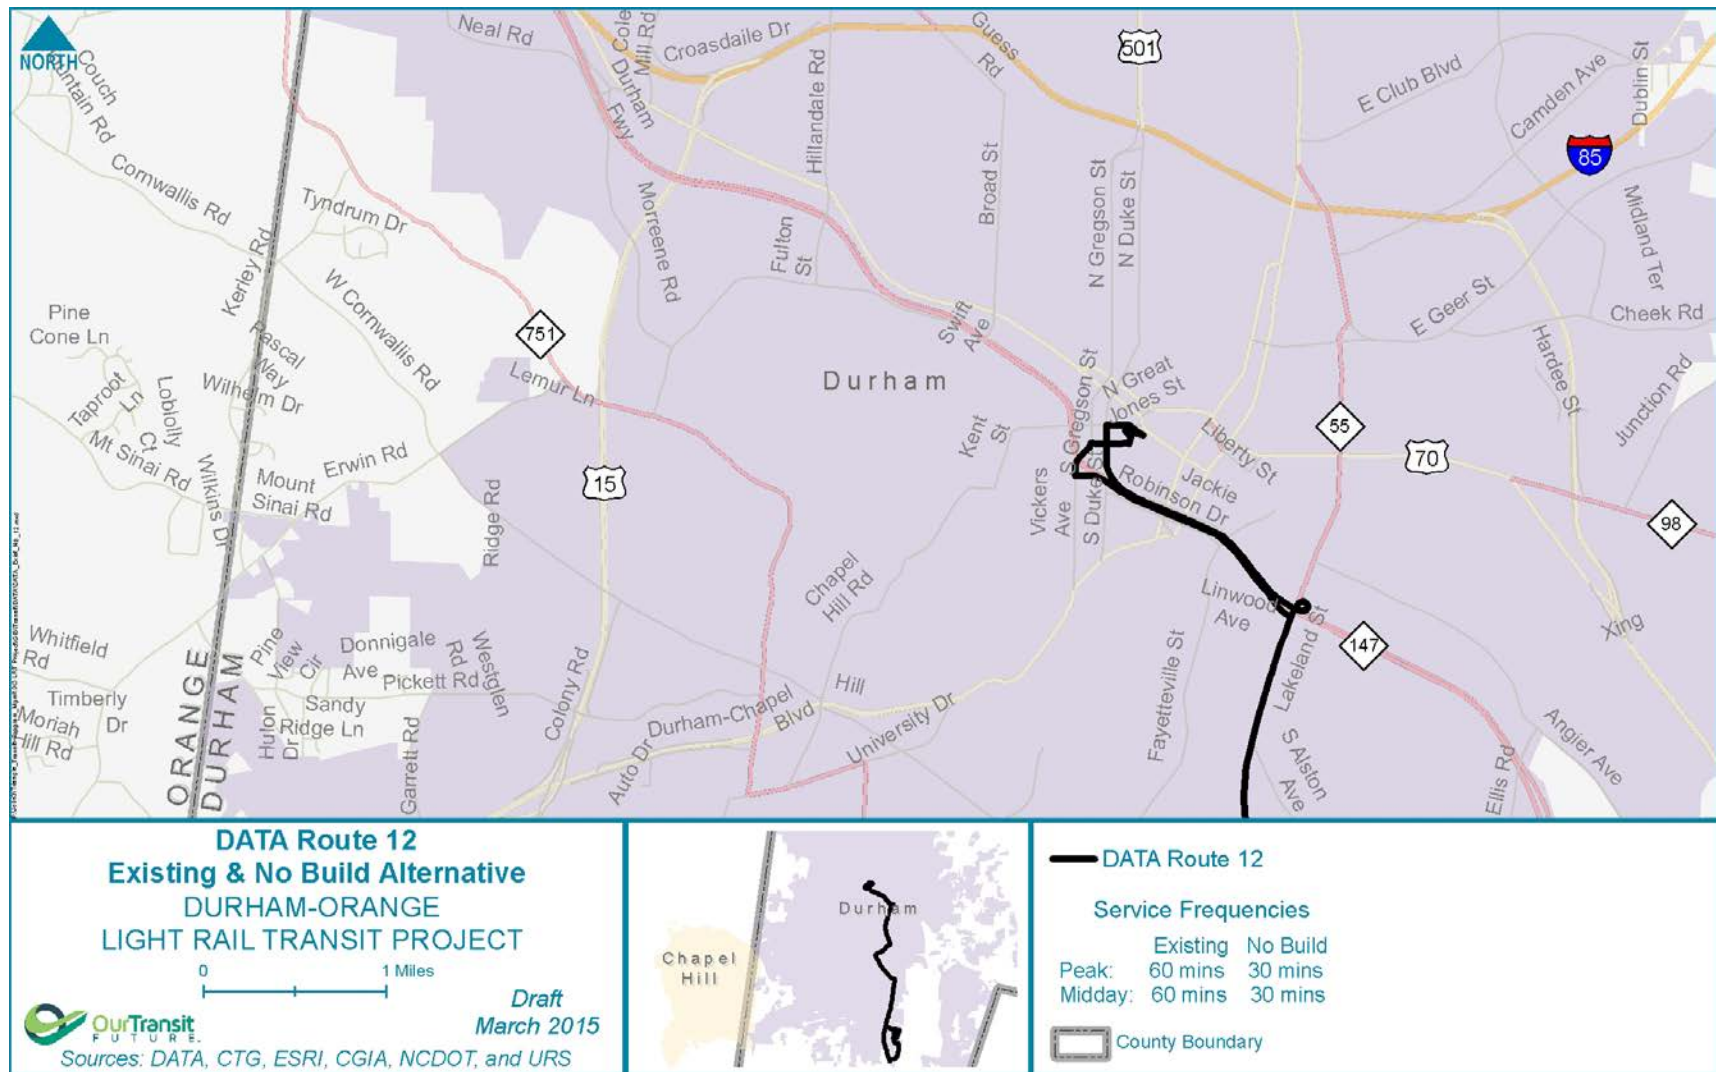 NORTH
Couch
Mountain Rd
Neal Rd
Cole
Mill Rd
Croasdaile Dr
Durham
Fwy
Hillandale Rd
Guess
Rd
501
E Club Blvd
Camden Ave
Dublin St
85
Cornwallis Rd
Tyndrum Dr
Kerley Rd
W Cornwallis Rd
Morreene Rd
Fulton
St
Broad St
N Gregson St
N Duke St
Midland Ter
Cheek Rd
E Geer St
Hardee St
Junction Rd
Pine
Cone Ln
Taproot
Ln
Loblolly
Ct
Pascal
Way
Wilhelm Dr
751
Lemur Ln
Swift
Ave
Durham
N Great
Jones St
S Gregson St
Kent
St
Liberty St
55
70
98
Mt Sinai Rd
Wilkins Dr
Mount
Sinai Rd
Erwin Rd
Ridge Rd
15
Vickers
Ave
S Duke St
Jackie
Robinson Dr
Chapel
Hill Rd
Linwood
Ave
Lakeland St
147
Fayetteville St
Xing
Whitfield
Rd
Timberly
Dr
Moriah
Hill Rd
ORANGE
DURHAM
Pine
View
Cir
Donnigale
Ave
Pickett Rd
Sandy
Ridge Ln
Hulon
Dr
Westglen
Rd
Garrett Rd
Colony Rd
Auto Dr
Durham-Chapel
Hill
Blvd
University Dr
S Alston
Ave
Angier Ave
Ellis Rd
DATA Route 12
Existing & No Build Alternative
DURHAM-ORANGE
LIGHT RAIL TRANSIT PROJECT
0 1 Miles
OurTransit
FUTURE
Draft
March 2015
Sources: DATA, CTG, ESRI, CGIA, NCDOT, and URS
Durham
Chapel
Hill
DATA Route 12
Service Frequencies
Existing No Build
Peak: 60 mins 30 mins
Midday: 60 mins 30 mins
County Boundary